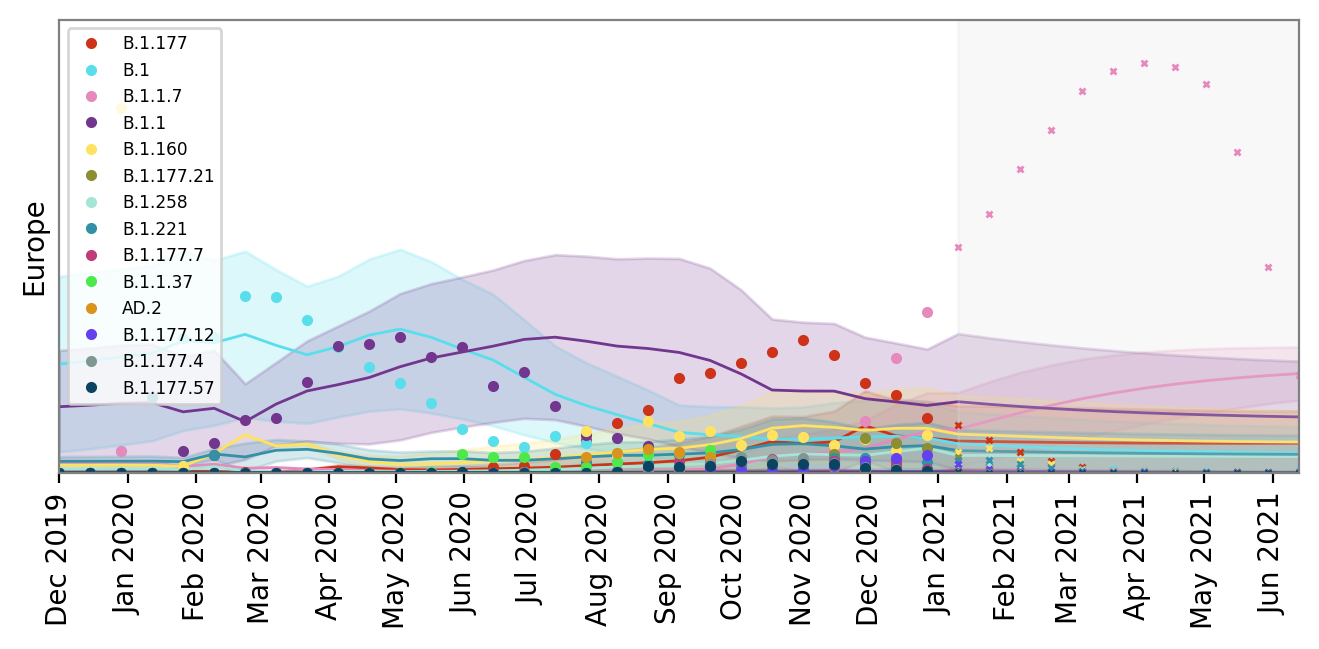 B.1.177
B.1
B.1.1.7
B.1.1
B.1.160
B.1.177.21
B.1.258
B.1.221
B.1.177.7
B.1.1.37
AD.2
B.1.177.12
B.1.177.4
B.1.177.57
Europe
Dec 2019
Jan 2020
Feb 2020
Mar 2020
Apr 2020
May 2020
Jun 2020
Jul 2020
Aug 2020
Sep 2020
Oct 2020
Nov 2020
Dec 2020
Jan 2021
Feb 2021
Mar 2021
Apr 2021
May 2021
Jun 2021